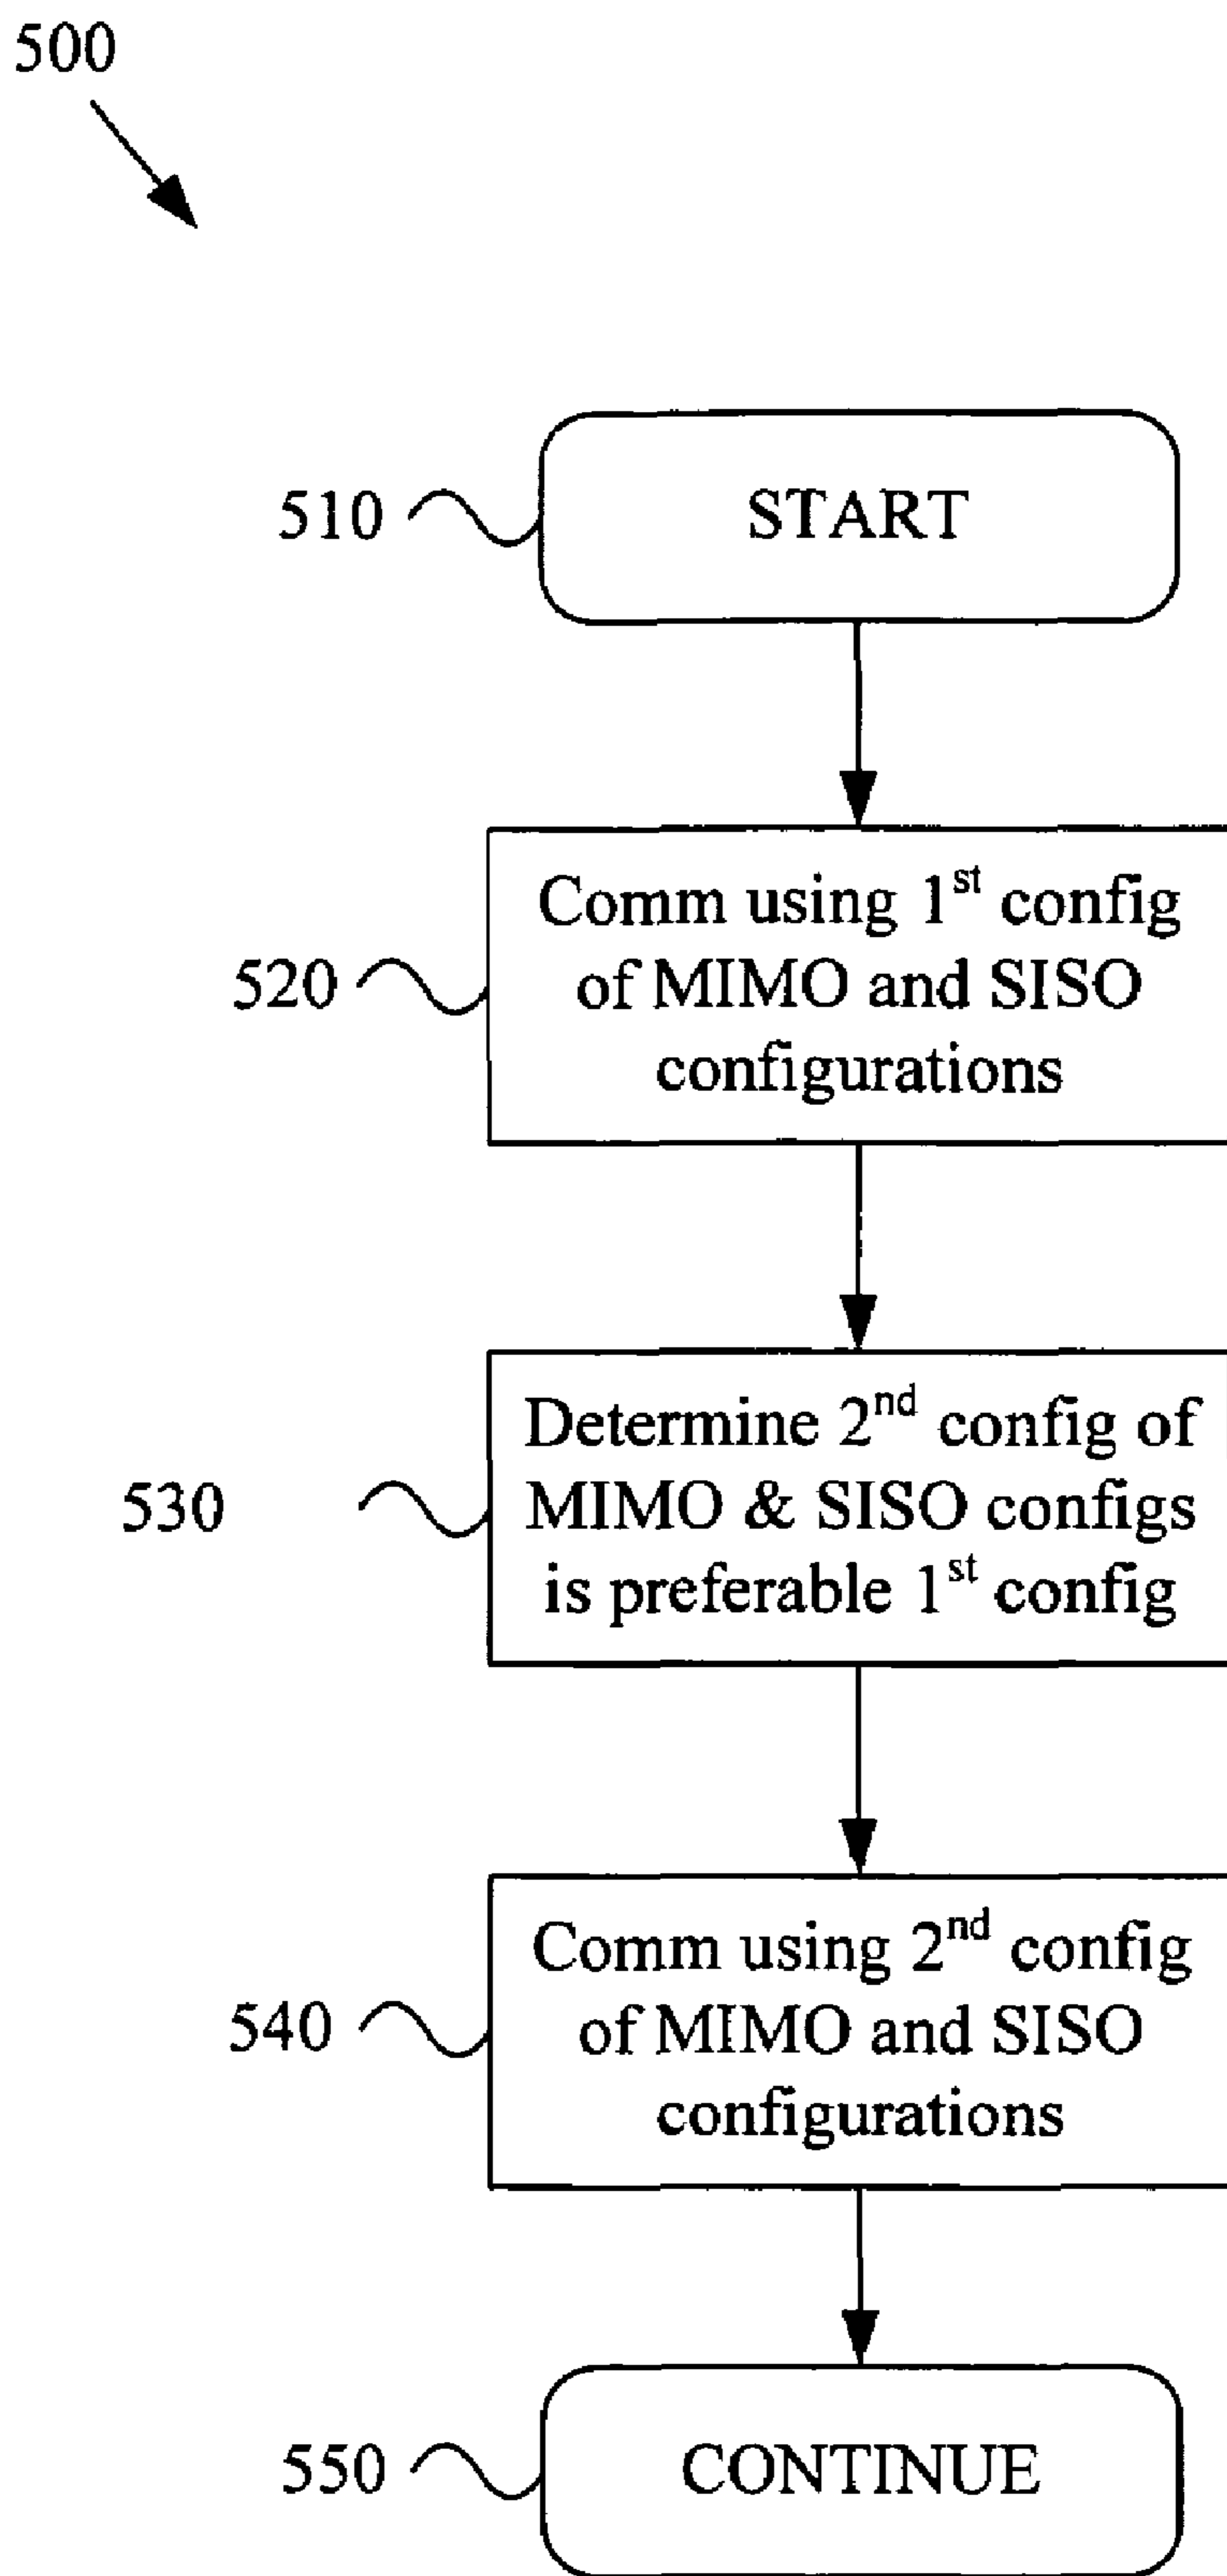 500
510
START
520
Comm using 1st config
of MIMO and SISO
configurations
530
Determine 2nd config of
MIMO & SISO configs
is preferable 1st config
540
Comm using 2nd config
of MIMO and SISO
configurations
550
CONTINUE